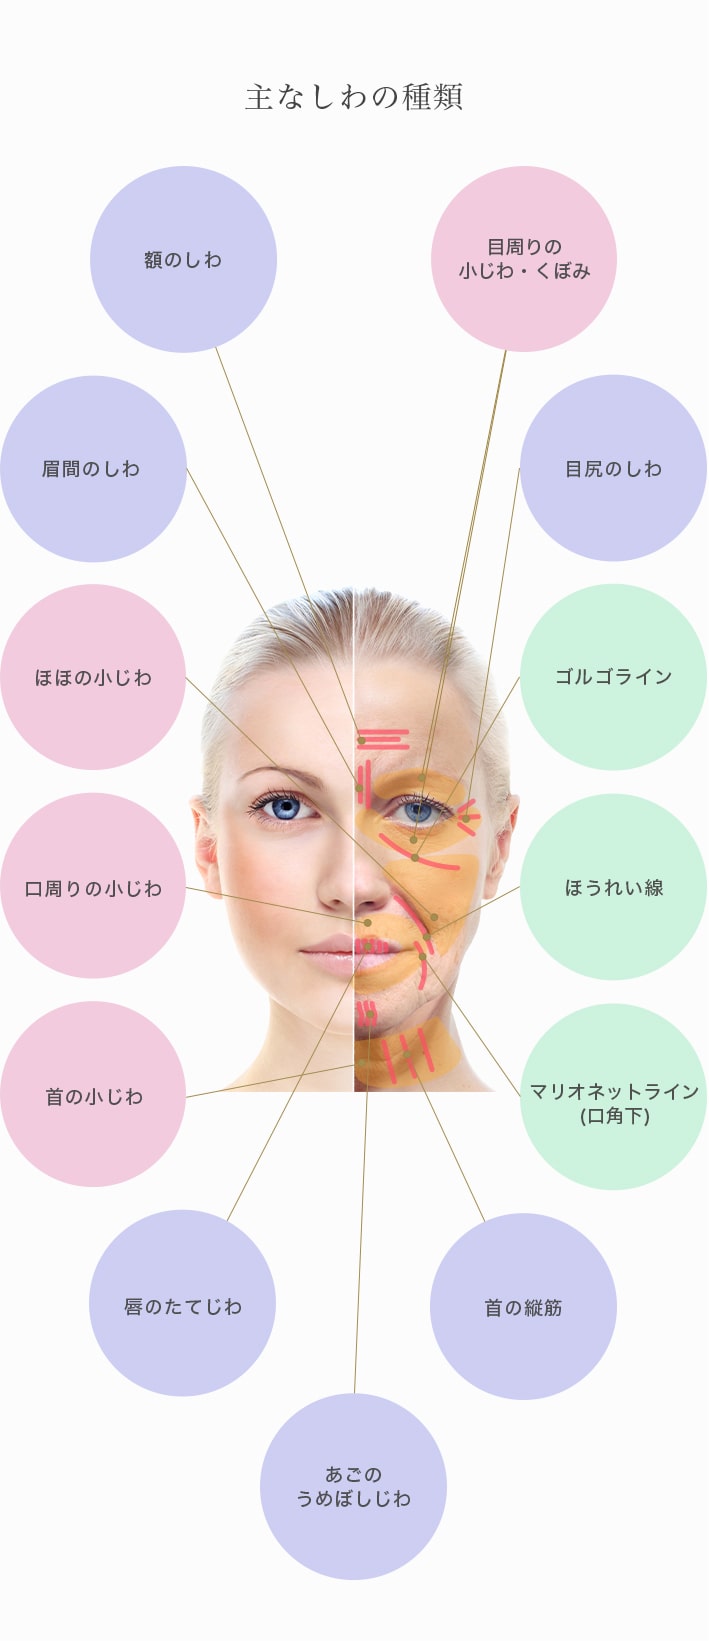 主なしわの種類
額のしわ
目周りの
小じわ・くぼみ
眉間のしわ
目尻のしわ
ほほの小じわ
ゴルゴライン
口周りの小じわ
ほうれい線
首の小じわ
マリオネットライン
(口角下)
唇のたてじわ
首の縦筋
あごの
うめぼしじわ